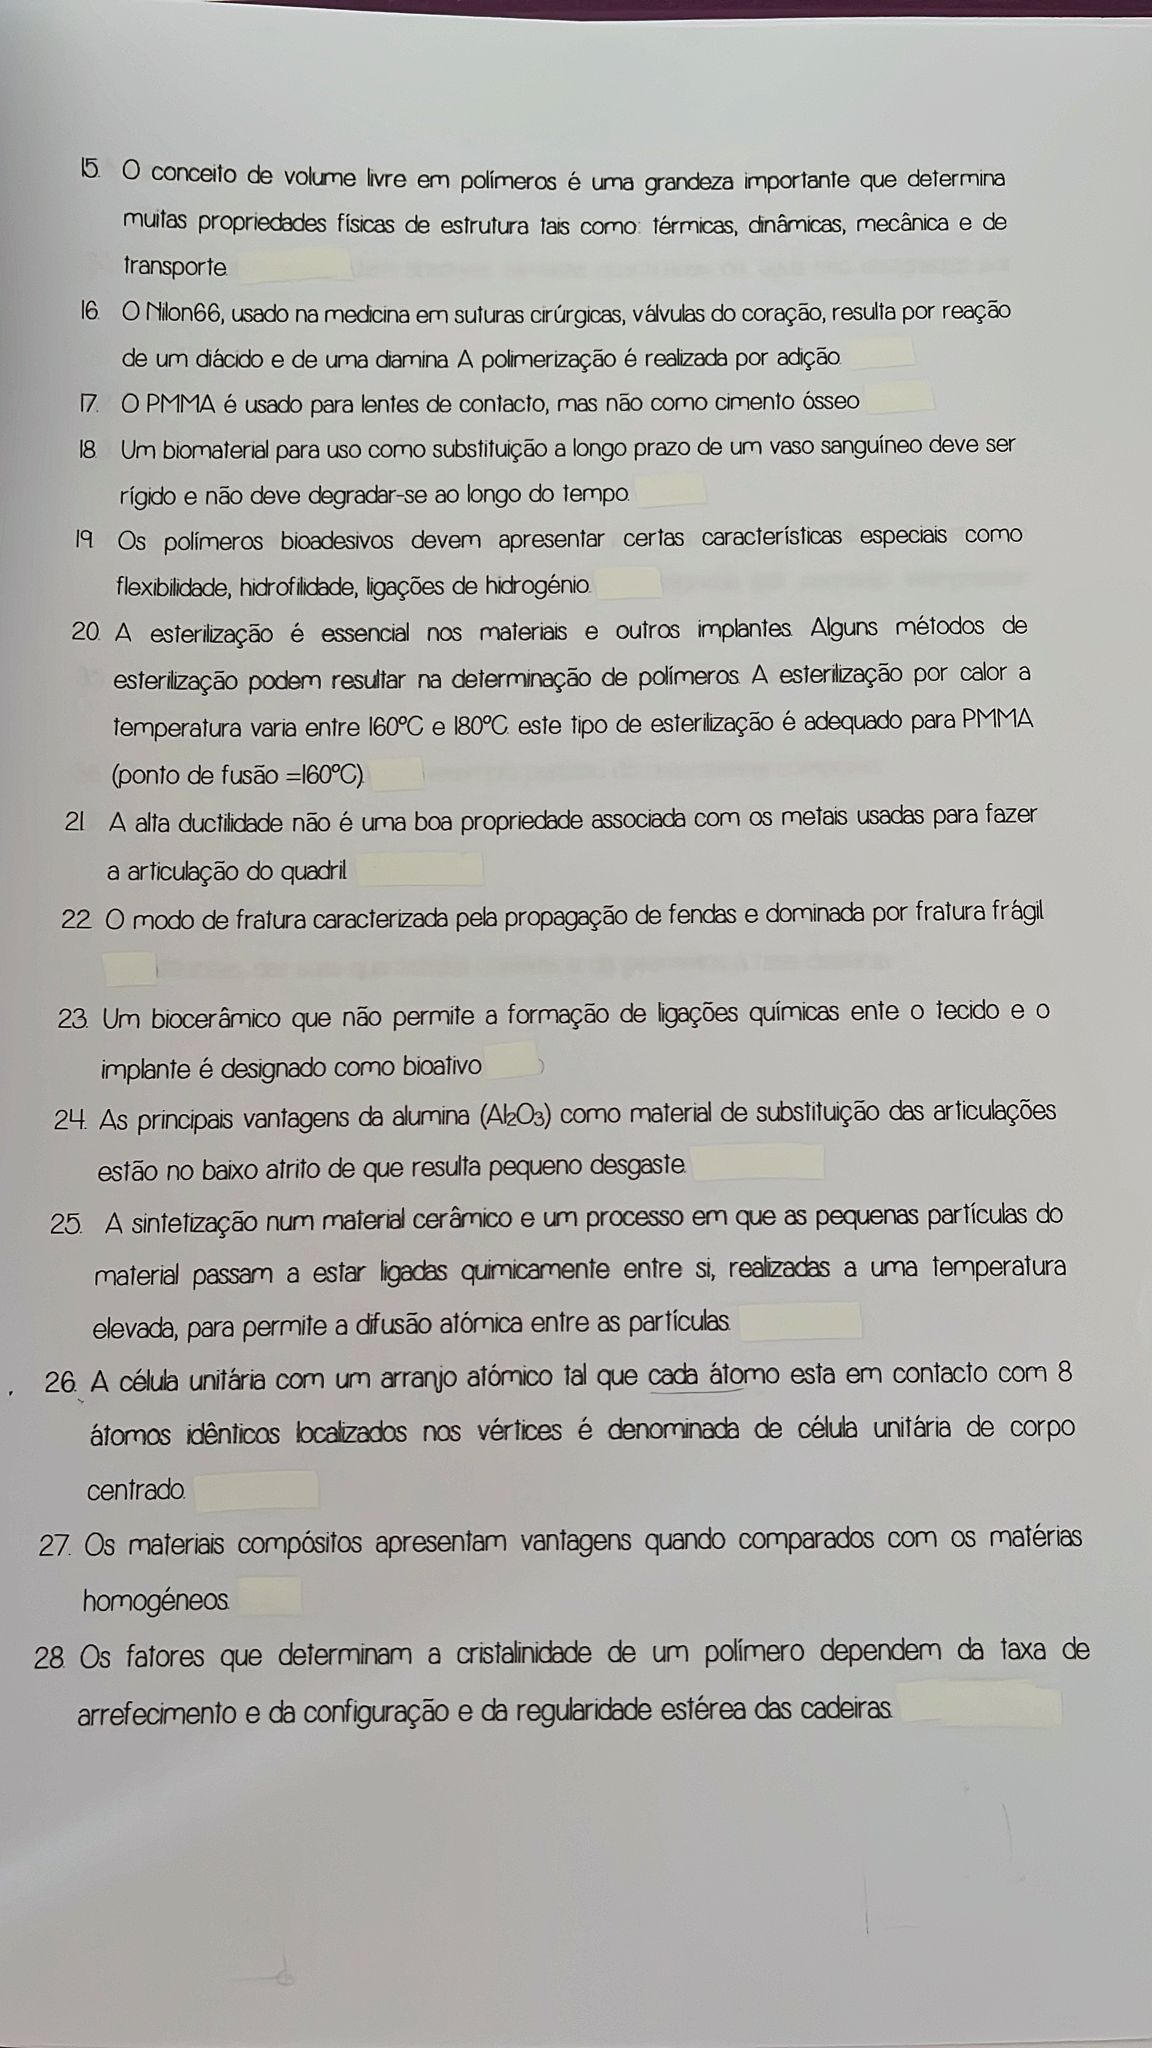 15. O conceito de volume livre em polímeros é uma grandeza importante que determina
muitas propriedades físicas de estrutura tais como: térmicas, dinâmicas, mecânica e de
transporte.
16. O Nilon66, usado na medicina em suturas cirúrgicas, válvulas do coração, resulta por reação
de um diácido e de uma diamina. A polimerização é realizada por adição.
17. O PMMA é usado para lentes de contacto, mas não como cimento ósseo
18. Um biomaterial para uso como substituição a longo prazo de um vaso sanguíneo deve ser
rígido e não deve degradar-se ao longo do tempo.
19. Os polímeros bioadesivos devem apresentar certas características especiais como
flexibilidade, hidrofilidade, ligações de hidrogénio.
20. A esterilização é essencial nos materiais e outros implantes. Alguns métodos de
esterilização podem resultar na determinação de polímeros. A esterilização por calor a
temperatura varia entre 160ºC e 180ºC. este tipo de esterilização é adequado para PMMA
(ponto de fusão =160ºC).
21. A alta ductilidade não é uma boa propriedade associada com os metais usadas para fazer
a articulação do quadril.
22. O modo de fratura caracterizada pela propagação de fendas e dominada por fratura frágil
23. Um biocerâmico que não permite a formação de ligações químicas ente o tecido e o
implante é designado como bioativo
24. As principais vantagens da alumina (Al2O3) como material de substituição das articulações
estão no baixo atrito de que resulta pequeno desgaste.
25. A sintetização num material cerâmico e um processo em que as pequenas partículas do
material passam a estar ligadas quimicamente entre si, realizadas a uma temperatura
elevada, para permite a difusão atómica entre as partículas.
26. A célula unitária com um arranjo atómico tal que cada átomo esta em contacto com 8
átomos idênticos localizados nos vértices é denominada de célula unitária de corpo
centrado.
27. Os materiais compósitos apresentam vantagens quando comparados com os matérias
homogéneos.
28. Os fatores que determinam a cristalinidade de um polímero dependem da taxa de
arrefecimento e da configuração e da regularidade estérea das cadeiras.